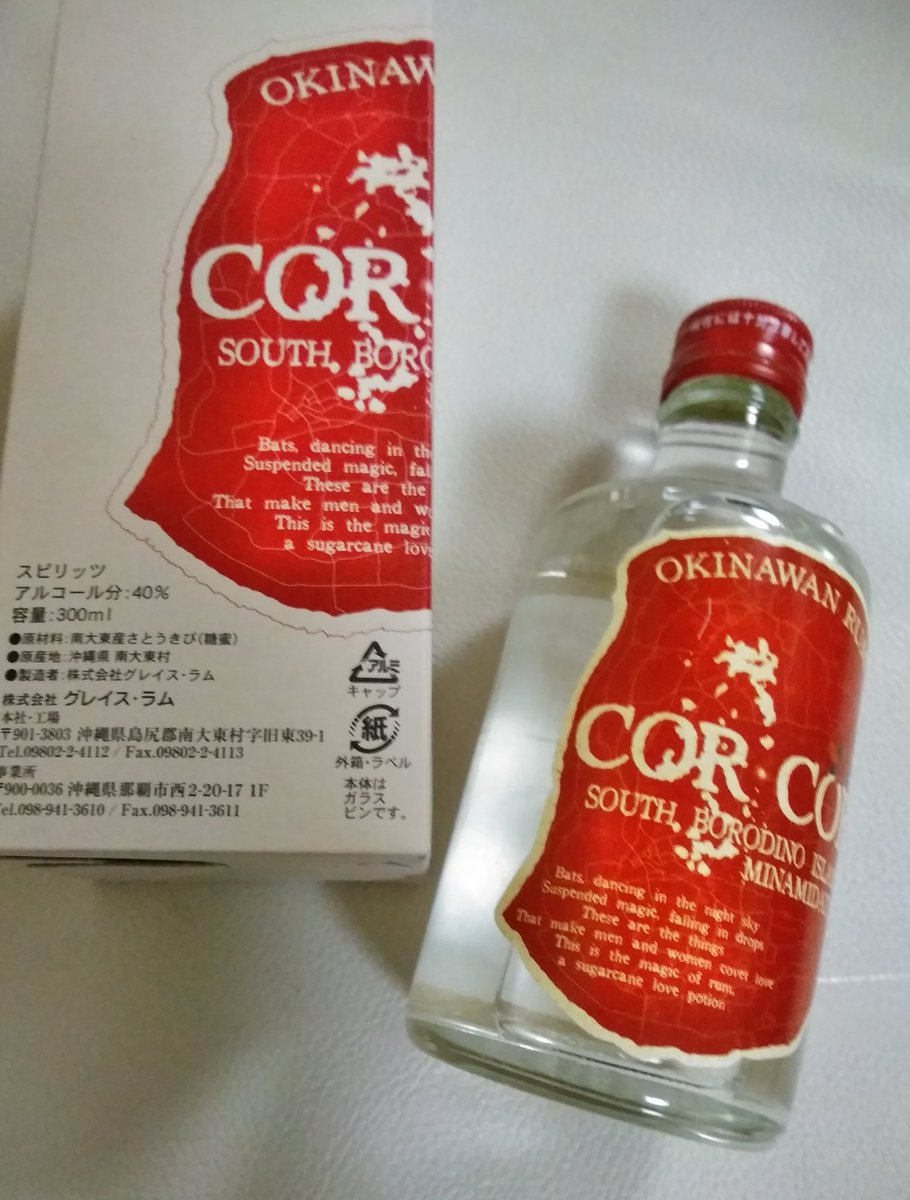 OKINAW
COR
SOUTH BORO
Bats, dancing in th
Suspended magic, fal
These are the
That make men and w
This is the magic
a sugarcane lov
スピリッツ
アルコール分:40%
容量:300ml
●原材料:南大東産さとうきび(糖蜜)
●原産地:沖縄県 南大東村
●製造者:株式会社グレイス・ラム
株式会社 グレイス・ラム
本社・工場
〒901-3803 沖縄県島尻郡南大東村字旧東39-1
Tel.09802-2-4112 / Fax.09802-2-4113
事業所
〒900-0036 沖縄県那覇市西2-20-17 1F
Tel.098-941-3610 / Fax.098-941-3611
アルミ
キャップ
紙
外箱・ラベル
本体は
ガラス
ビンです。
OKINAWAN RU
COR CO
SOUTH BORODINO ISLA
MINAMIDA
Bats, dancing in the night sky
Suspended magic, falling in drops
These are the things
That make men and women covet love
This is the magic of rum,
a sugarcane love potion